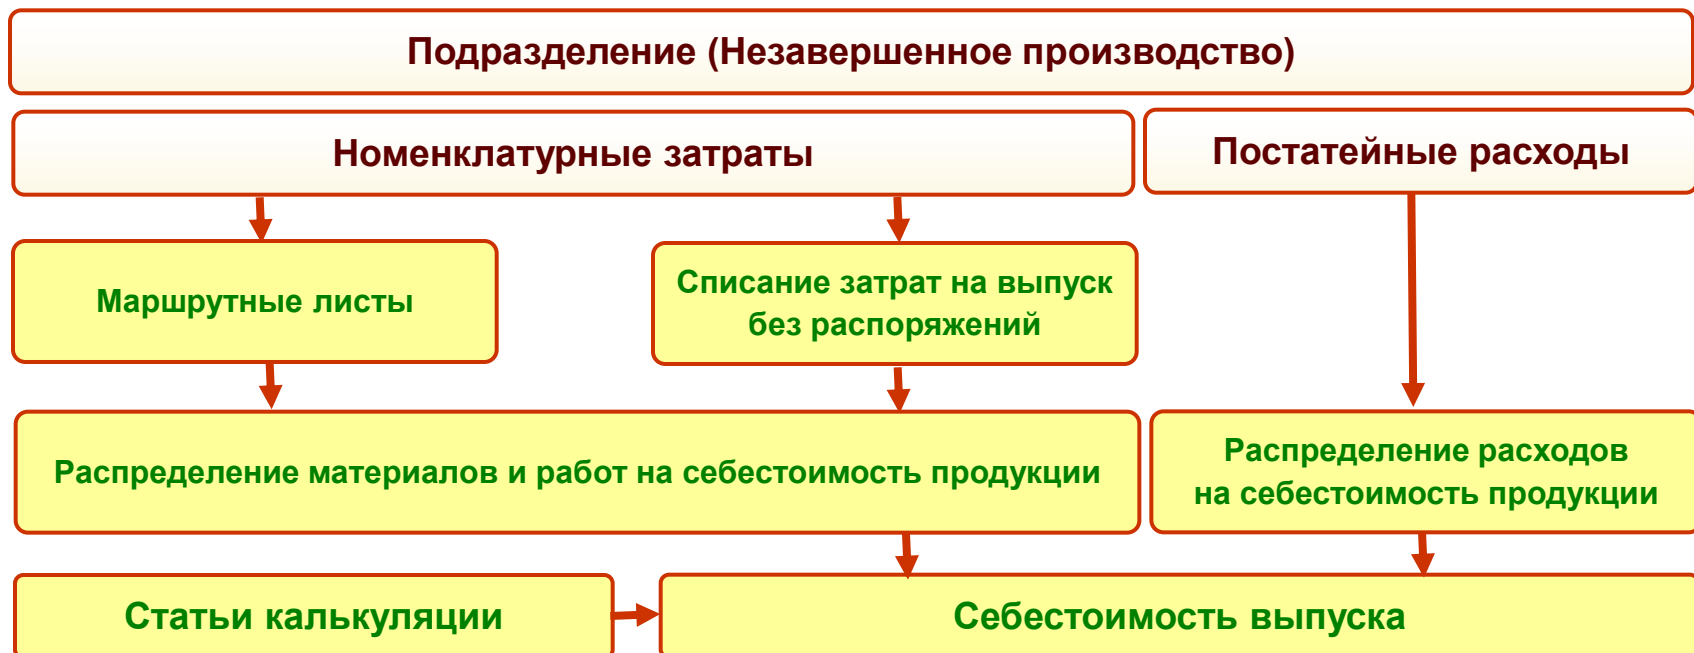 Подразделение (Незавершенное производство)
Номенклатурные затраты
Постатейные расходы
Маршрутные листы
Списание затрат на выпуск
без распоряжений
Распределение материалов и работ на себестоимость продукции
Распределение расходов
на себестоимость продукции
Статьи калькуляции
Себестоимость выпуска